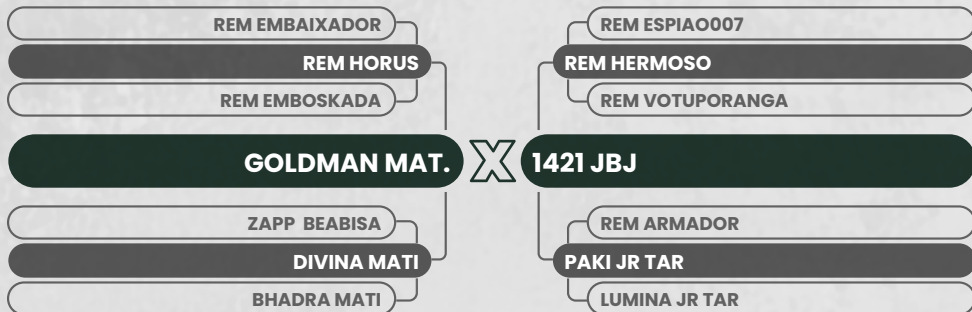 REM EMBAIXADOR
REM HORUS
REM EMBOSKADA
GOLDMAN MAT. X 1421 JBJ
ZAPP BEABISA
DIVINA MATI
BHADRA MATI
REM ESPIAO007
REM HERMOSO
REM VOTUPORANGA
REM ARMADOR
PAKI JR TAR
LUMINA JR TAR